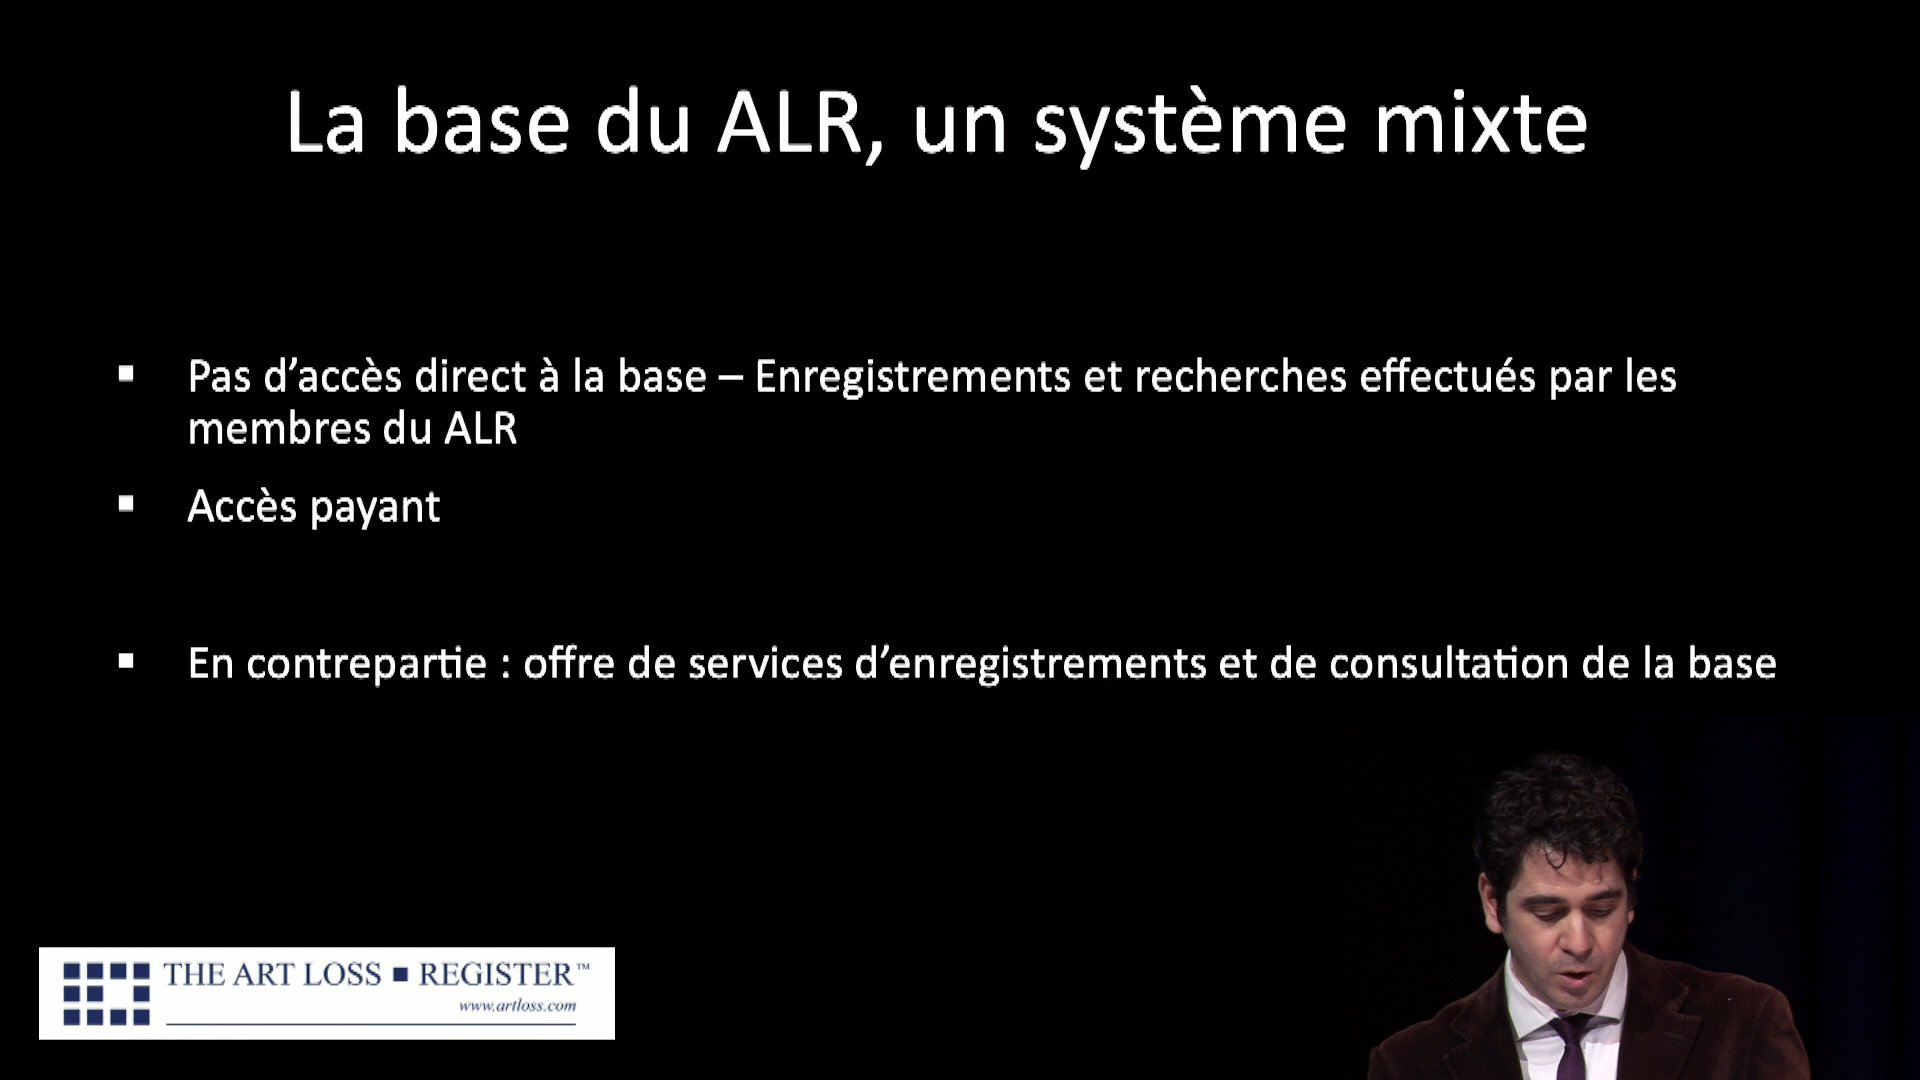 La base du ALR, un système mixte
▪ Pas d’accès direct à la base – Enregistrements et recherches effectués par les
membres du ALR
▪ Accès payant
▪ En contrepartie : offre de services d’enregistrements et de consultation de la base
THE ART LOSS ■ REGISTER™
www.artloss.com